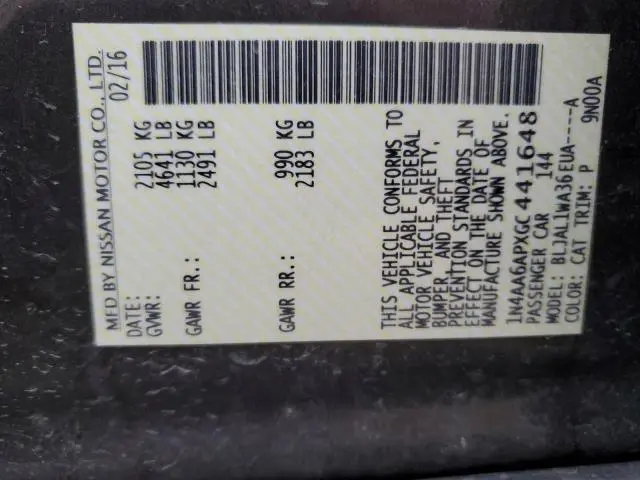 MFD BY NISSAN MOTOR CO., LTD.
DATE: 02/16
GVWR: 2105 KG
4641 LB
GAWR FR.: 1130 KG
2491 LB
GAWR RR.: 990 KG
2183 LB
THIS VEHICLE CONFORMS TO
ALL APPLICABLE FEDERAL
MOTOR VEHICLE SAFETY,
BUMPER, AND THEFT
PREVENTION STANDARDS IN
EFFECT ON THE DATE OF
MANUFACTURE SHOWN ABOVE.
1N4AA6APXGC441648
PASSENGER CAR 144
MODEL: BLJAL1WA36EUA----A
COLOR: CAT TRIM: P 9N00A